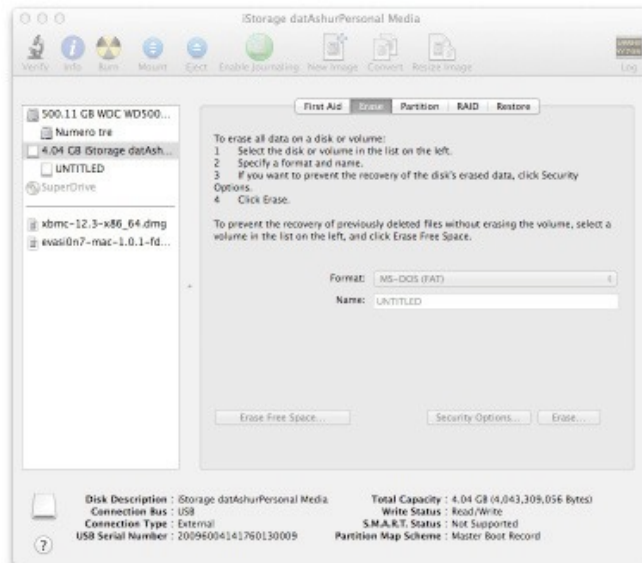 iStorage datAshurPersonal Media
Verify Info Burn Mount Eject Enable Journaling New Image Convert Resize Image Log
500.11 GB WDC WD500...
Numero tre
4.04 GB iStorage datAsh...
UNTITLED
SuperDrive
xbmc-12.3-x86_64.dmg
evasi0n7-mac-1.0.1-fd...
First Aid Erase Partition RAID Restore
To erase all data on a disk or volume:
1 Select the disk or volume in the list on the left.
2 Specify a format and name.
3 If you want to prevent the recovery of the disk's erased data, click Security
Options.
4 Click Erase.
To prevent the recovery of previously deleted files without erasing the volume, select a
volume in the list on the left, and click Erase Free Space.
Format: MS-DOS (FAT)
Name: UNTITLED
Erase Free Space... Security Options... Erase...
Disk Description : iStorage datAshurPersonal Media
Connection Bus : USB
Connection Type : External
USB Serial Number : 20096004141760130009
Total Capacity : 4.04 GB (4,043,309,056 Bytes)
Write Status : Read/Write
S.M.A.R.T. Status : Not Supported
Partition Map Scheme : Master Boot Record
?